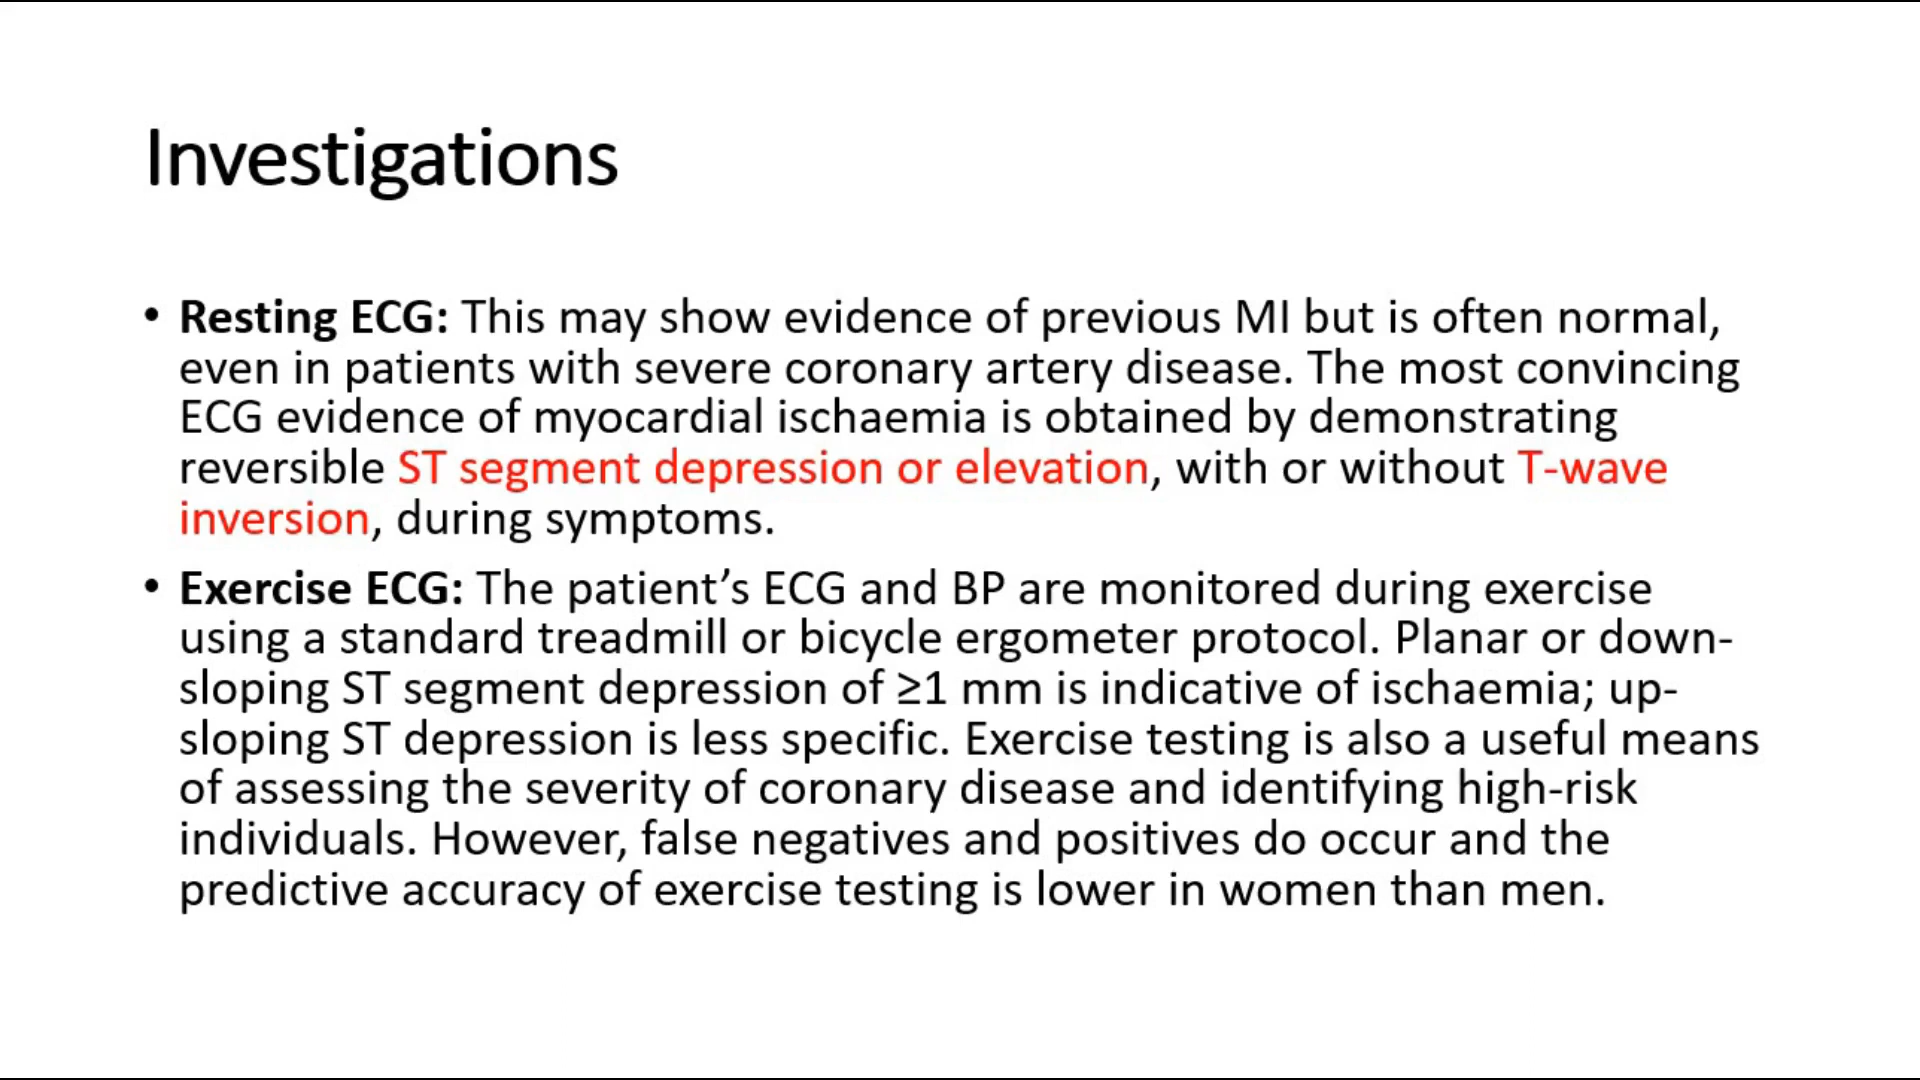 Investigations
• Resting ECG: This may show evidence of previous MI but is often normal,
even in patients with severe coronary artery disease. The most convincing
ECG evidence of myocardial ischaemia is obtained by demonstrating
reversible ST segment depression or elevation, with or without T-wave
inversion, during symptoms.
• Exercise ECG: The patient’s ECG and BP are monitored during exercise
using a standard treadmill or bicycle ergometer protocol. Planar or down-
sloping ST segment depression of ≥1 mm is indicative of ischaemia; up-
sloping ST depression is less specific. Exercise testing is also a useful means
of assessing the severity of coronary disease and identifying high-risk
individuals. However, false negatives and positives do occur and the
predictive accuracy of exercise testing is lower in women than men.